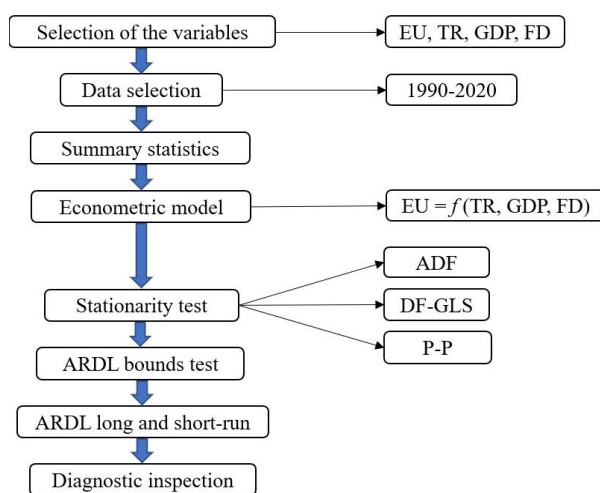 Selection of the variables
EU, TR, GDP, FD
Data selection
1990-2020
Summary statistics
Econometric model
EU = f (TR, GDP, FD)
Stationarity test
ADF
DF-GLS
P-P
ARDL bounds test
ARDL long and short-run
Diagnostic inspection